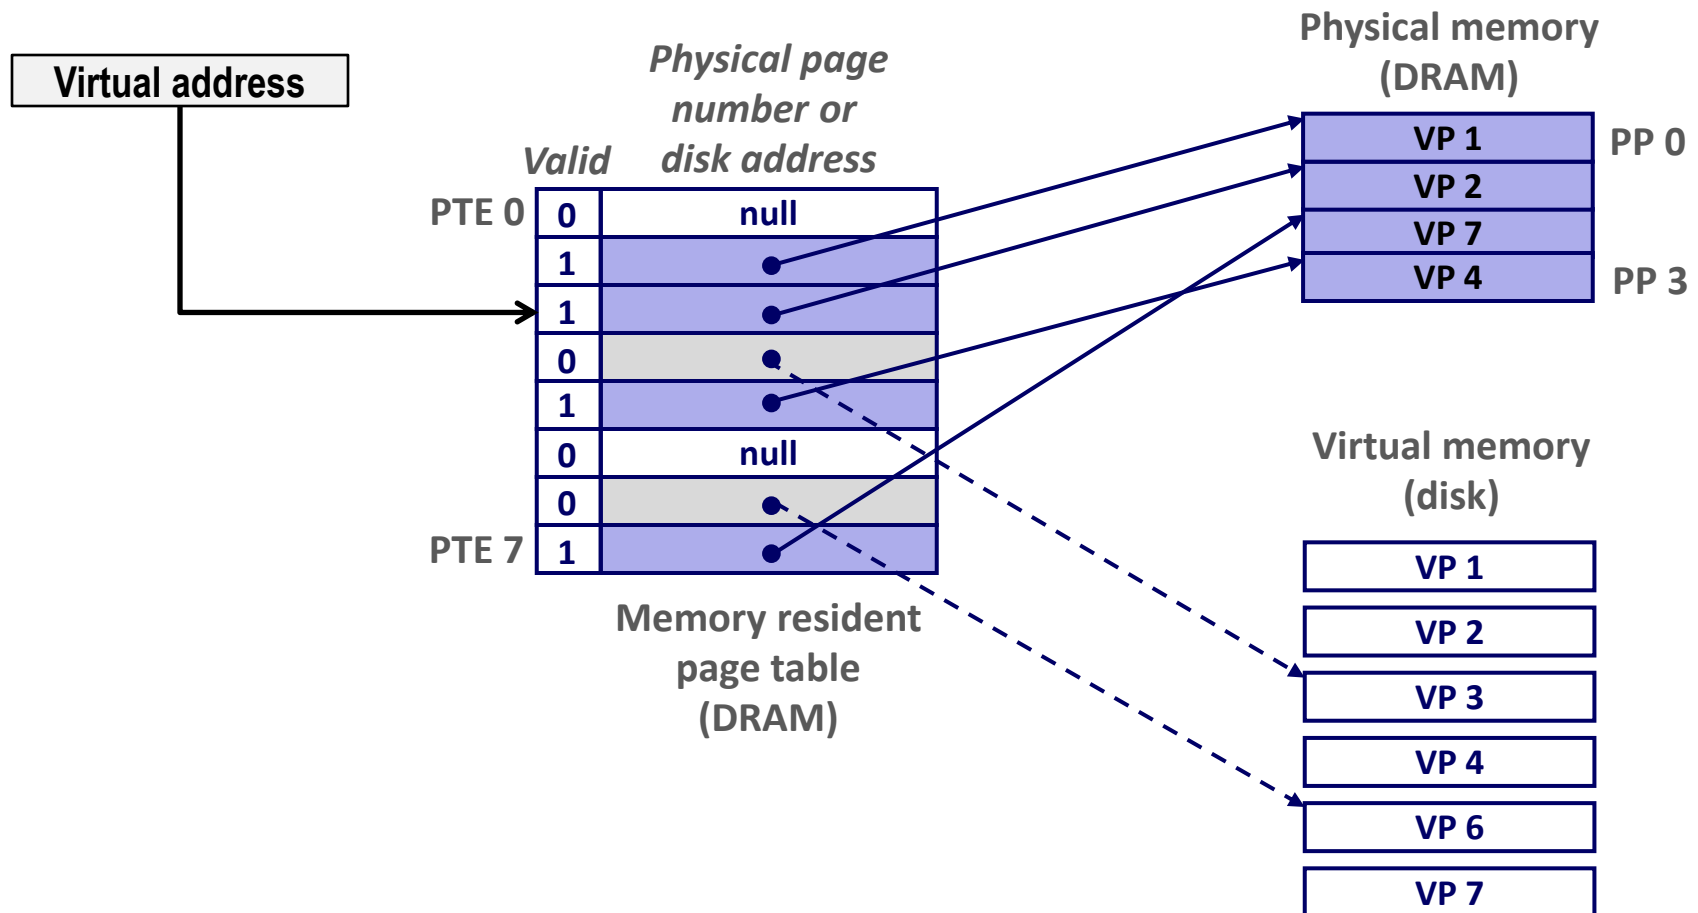 Virtual address
Physical page
number or
disk address
Valid
PTE 0
0
null
1
1
0
1
0
null
0
PTE 7
1
Memory resident
page table
(DRAM)
Physical memory
(DRAM)
VP 1
PP 0
VP 2
VP 7
VP 4
PP 3
Virtual memory
(disk)
VP 1
VP 2
VP 3
VP 4
VP 6
VP 7